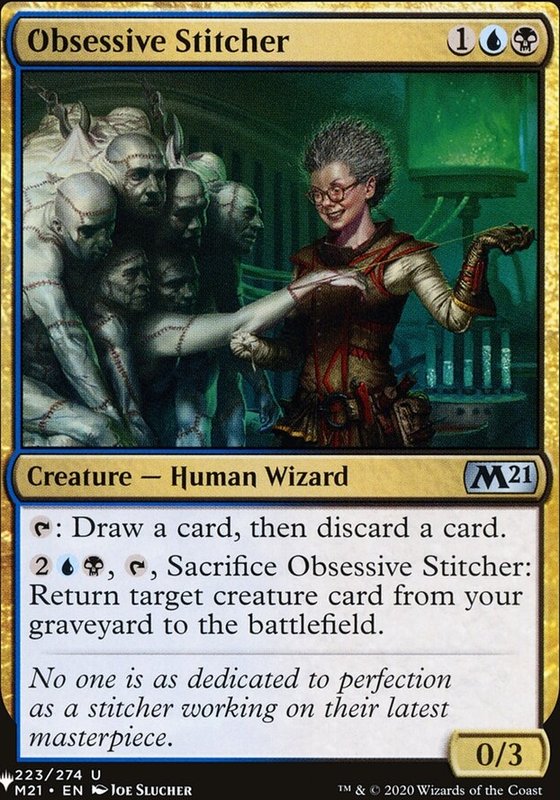 Obsessive Stitcher 1
Creature — Human Wizard M21
: Draw a card, then discard a card.
2, , Sacrifice Obsessive Stitcher:
Return target creature card from your
graveyard to the battlefield.
No one is as dedicated to perfection
as a stitcher working on their latest
masterpiece.
0/3
223/274 U
M21 • EN Joe Slucher
™ & © 2020 Wizards of the Coast